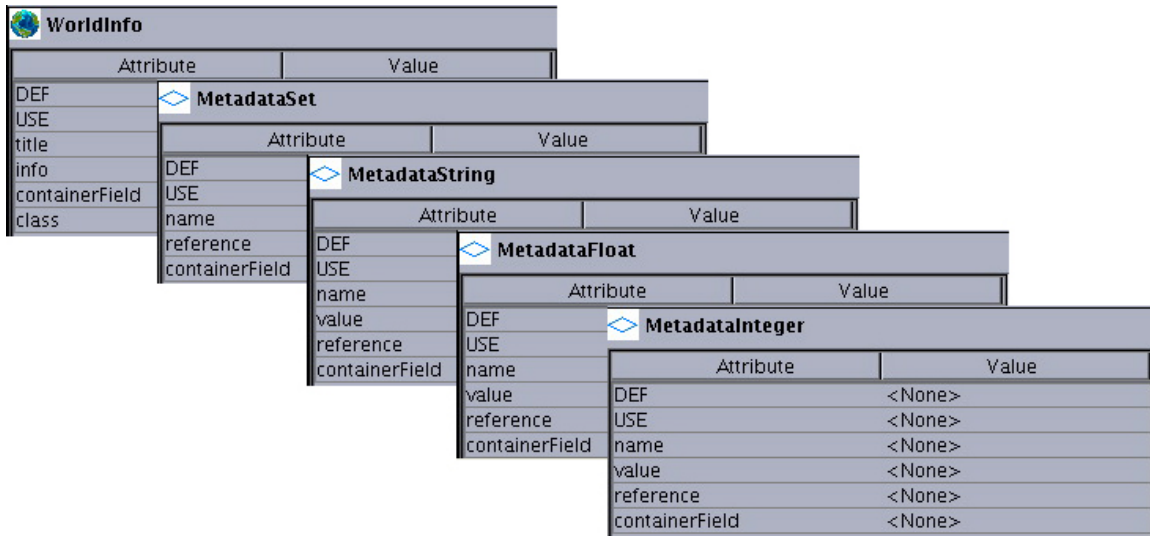 WorldInfo
Attribute Value
DEF
USE
title
info
containerField
class
MetadataSet
Attribute Value
DEF
USE
name
reference
containerField
MetadataString
Attribute Value
DEF
USE
name
value
reference
containerField
MetadataFloat
Attribute Value
DEF
USE
name
value
reference
containerField
MetadataInteger
Attribute Value
DEF <None>
USE <None>
name <None>
value <None>
reference <None>
containerField <None>